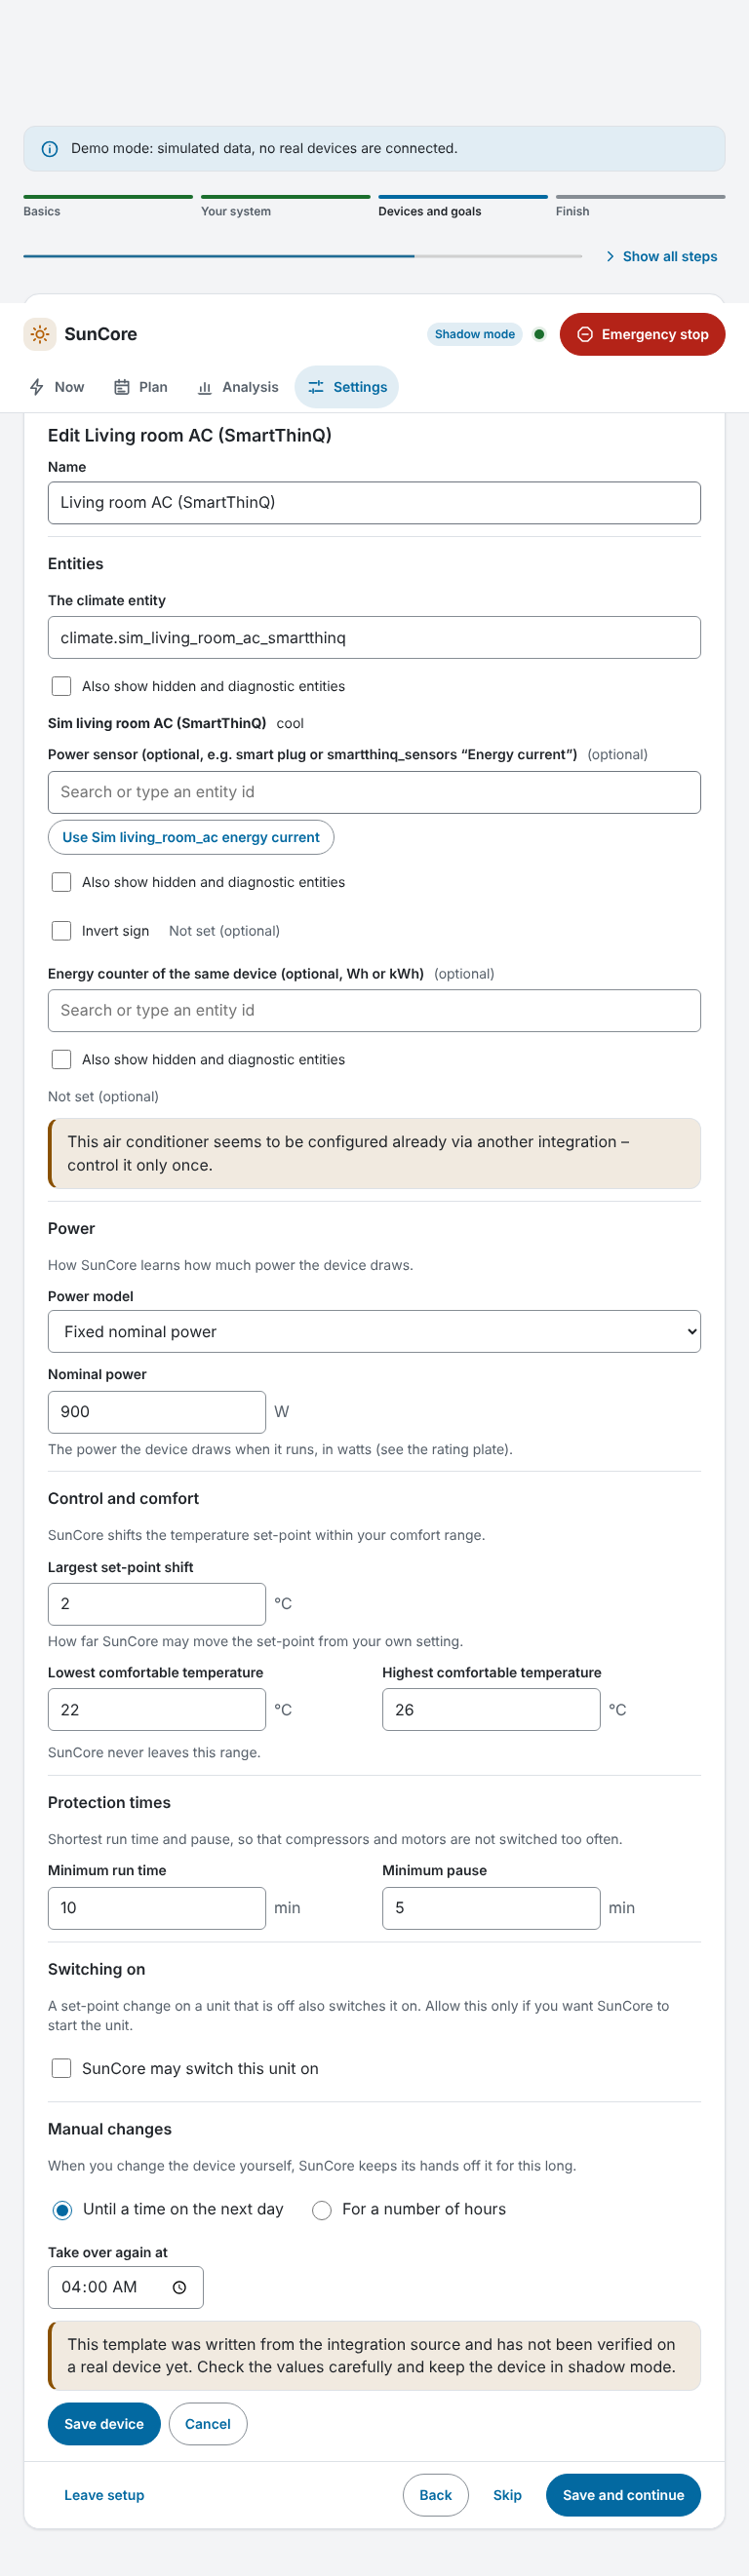 Demo mode: simulated data, no real devices are connected.
Basics
Your system
Devices and goals
Finish
Show all steps
SunCore
Shadow mode
Emergency stop
Now
Plan
Analysis
Settings
Edit Living room AC (SmartThinQ)
Name
Living room AC (SmartThinQ)
Entities
The climate entity
climate.sim_living_room_ac_smartthinq
Also show hidden and diagnostic entities
Sim living room AC (SmartThinQ) cool
Power sensor (optional, e.g. smart plug or smartthinq_sensors “Energy current”) (optional)
Search or type an entity id
Use Sim living_room_ac energy current
Also show hidden and diagnostic entities
Invert sign Not set (optional)
Energy counter of the same device (optional, Wh or kWh) (optional)
Search or type an entity id
Also show hidden and diagnostic entities
Not set (optional)
This air conditioner seems to be configured already via another integration –
control it only once.
Power
How SunCore learns how much power the device draws.
Power model
Fixed nominal power
Nominal power
900 W
The power the device draws when it runs, in watts (see the rating plate).
Control and comfort
SunCore shifts the temperature set-point within your comfort range.
Largest set-point shift
2 °C
How far SunCore may move the set-point from your own setting.
Lowest comfortable temperature
22 °C
Highest comfortable temperature
26 °C
SunCore never leaves this range.
Protection times
Shortest run time and pause, so that compressors and motors are not switched too often.
Minimum run time
10 min
Minimum pause
5 min
Switching on
A set-point change on a unit that is off also switches it on. Allow this only if you want SunCore to
start the unit.
SunCore may switch this unit on
Manual changes
When you change the device yourself, SunCore keeps its hands off it for this long.
Until a time on the next day
For a number of hours
Take over again at
04:00 AM
This template was written from the integration source and has not been verified on
a real device yet. Check the values carefully and keep the device in shadow mode.
Save device
Cancel
Leave setup
Back
Skip
Save and continue